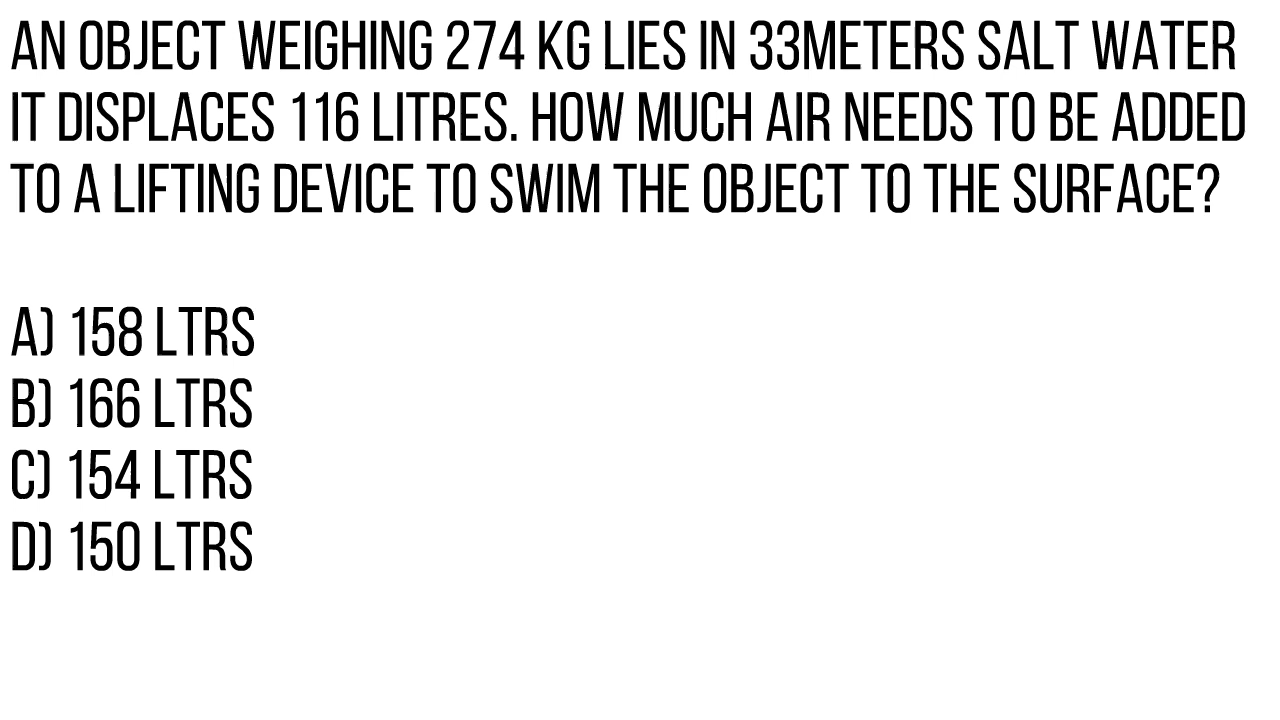 AN OBJECT WEIGHING 274 KG LIES IN 33METERS SALT WATER
IT DISPLACES 116 LITRES. HOW MUCH AIR NEEDS TO BE ADDED
TO A LIFTING DEVICE TO SWIM THE OBJECT TO THE SURFACE?
A) 158 LTRS
B) 166 LTRS
C) 154 LTRS
D) 150 LTRS